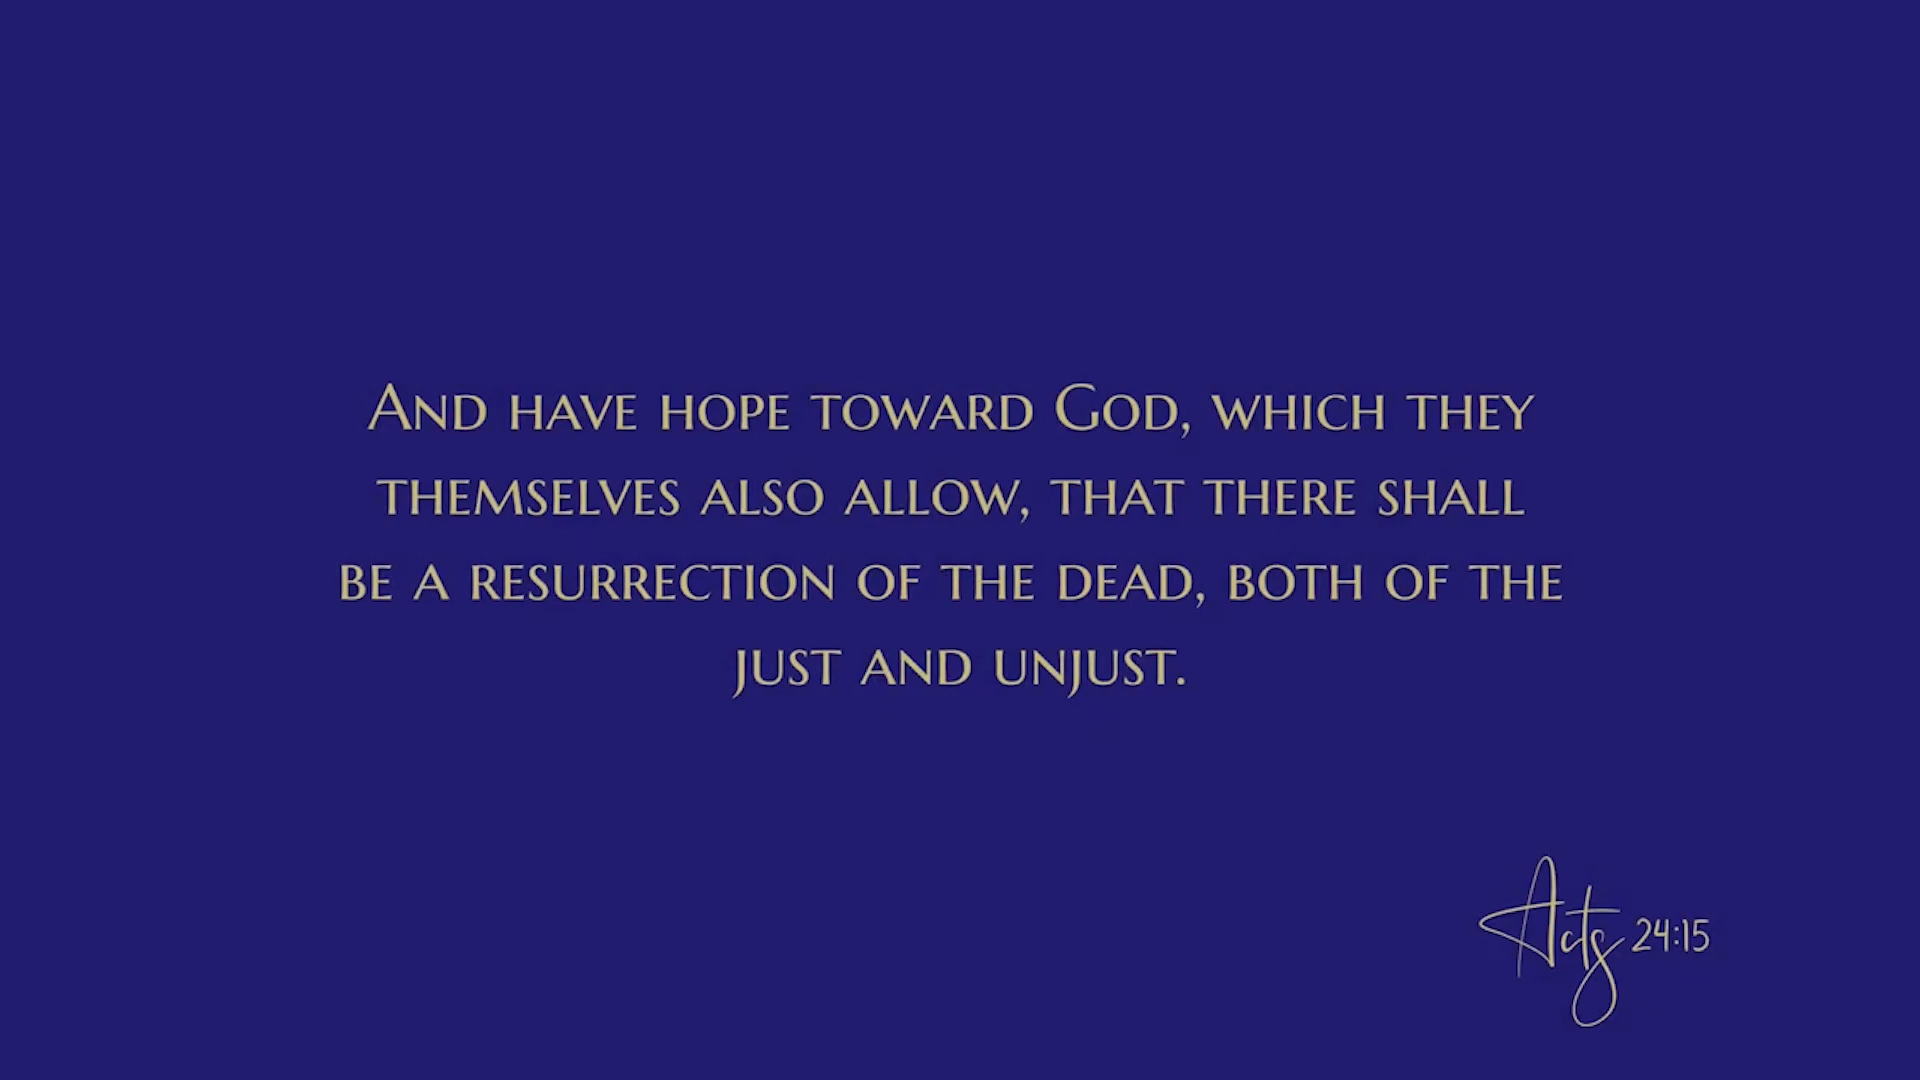 And have hope toward God, which they
themselves also allow, that there shall
be a resurrection of the dead, both of the
just and unjust.
Acts 24:15